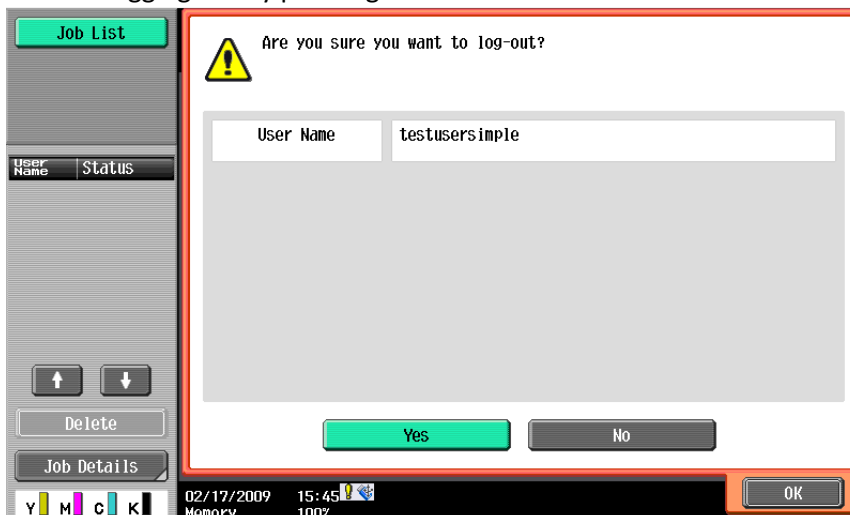 Job List
Are you sure you want to log-out?
User Name testusersimple
User Name Status
Delete
Job Details
Yes No
OK
02/17/2009 15:45
Memory 100%
Y M C K